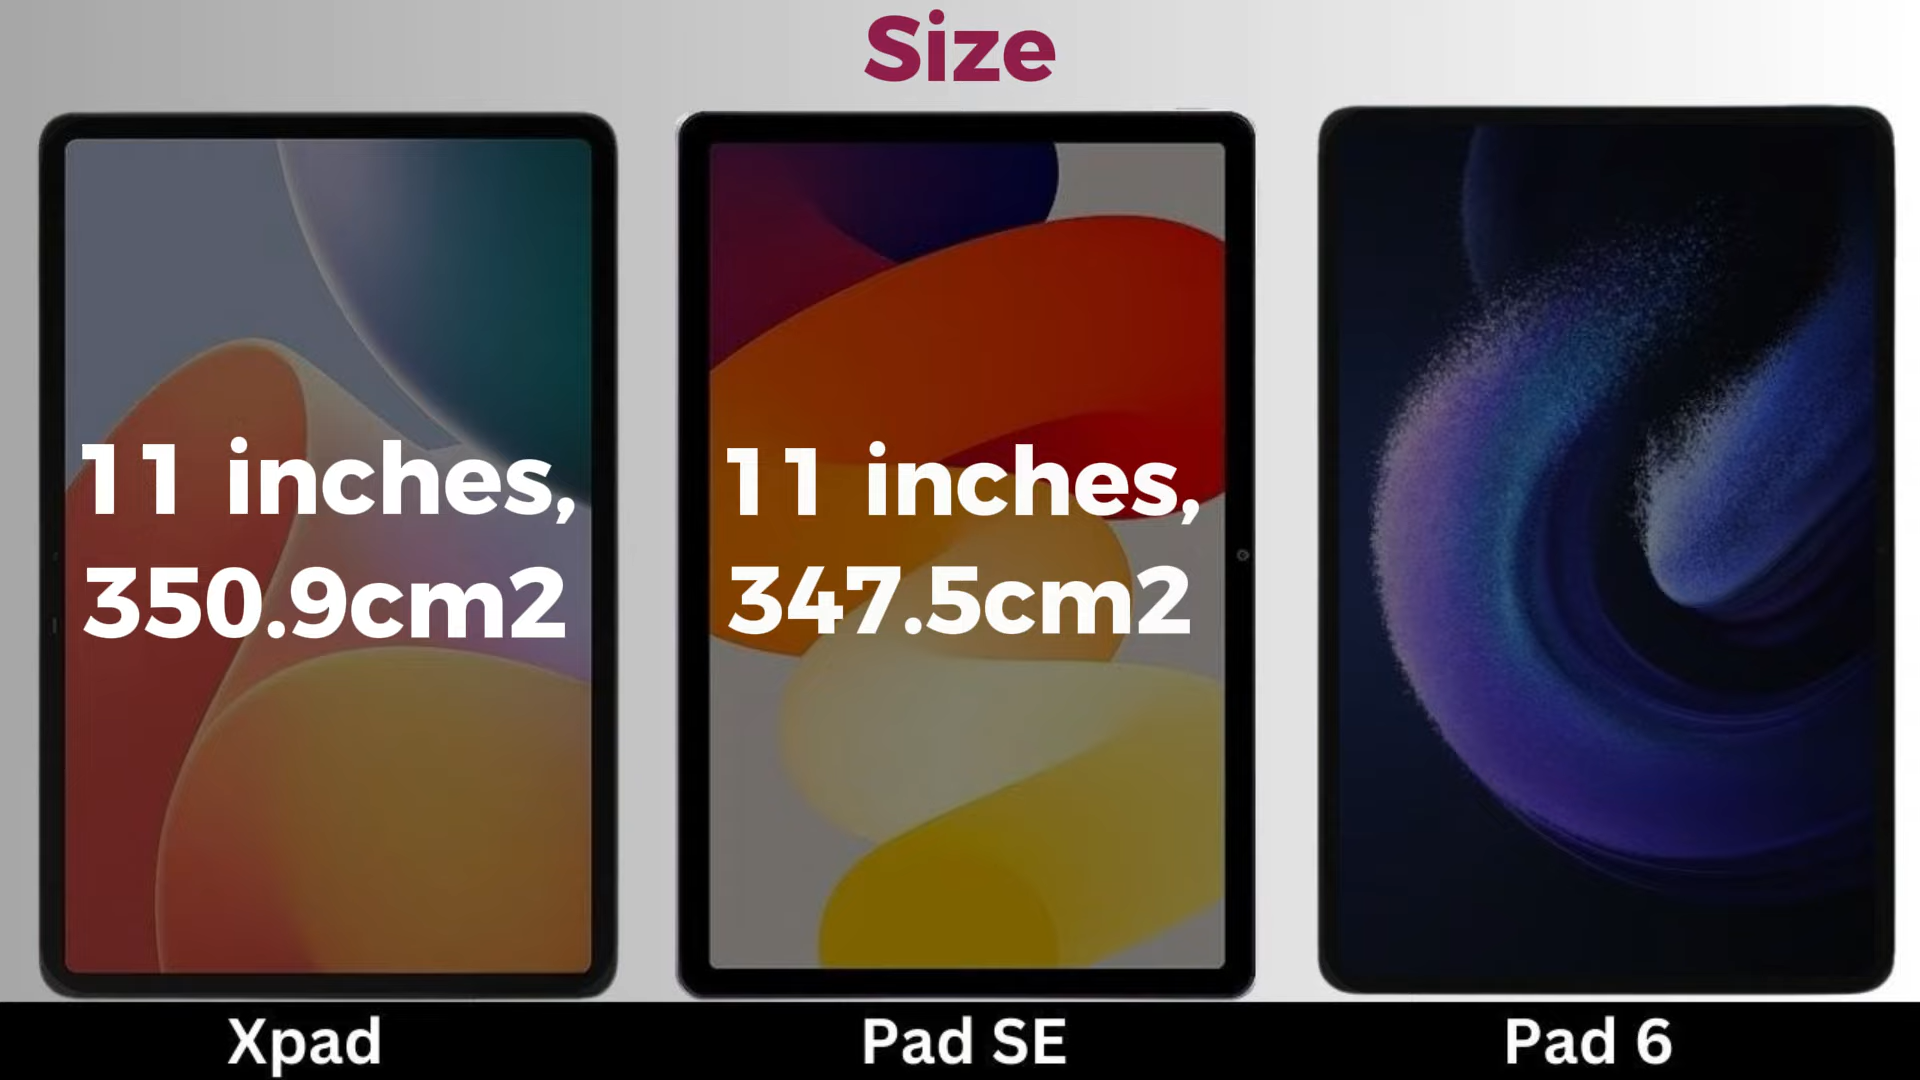 Size
11 inches,
350.9cm2
11 inches,
347.5cm2
Xpad
Pad SE
Pad 6